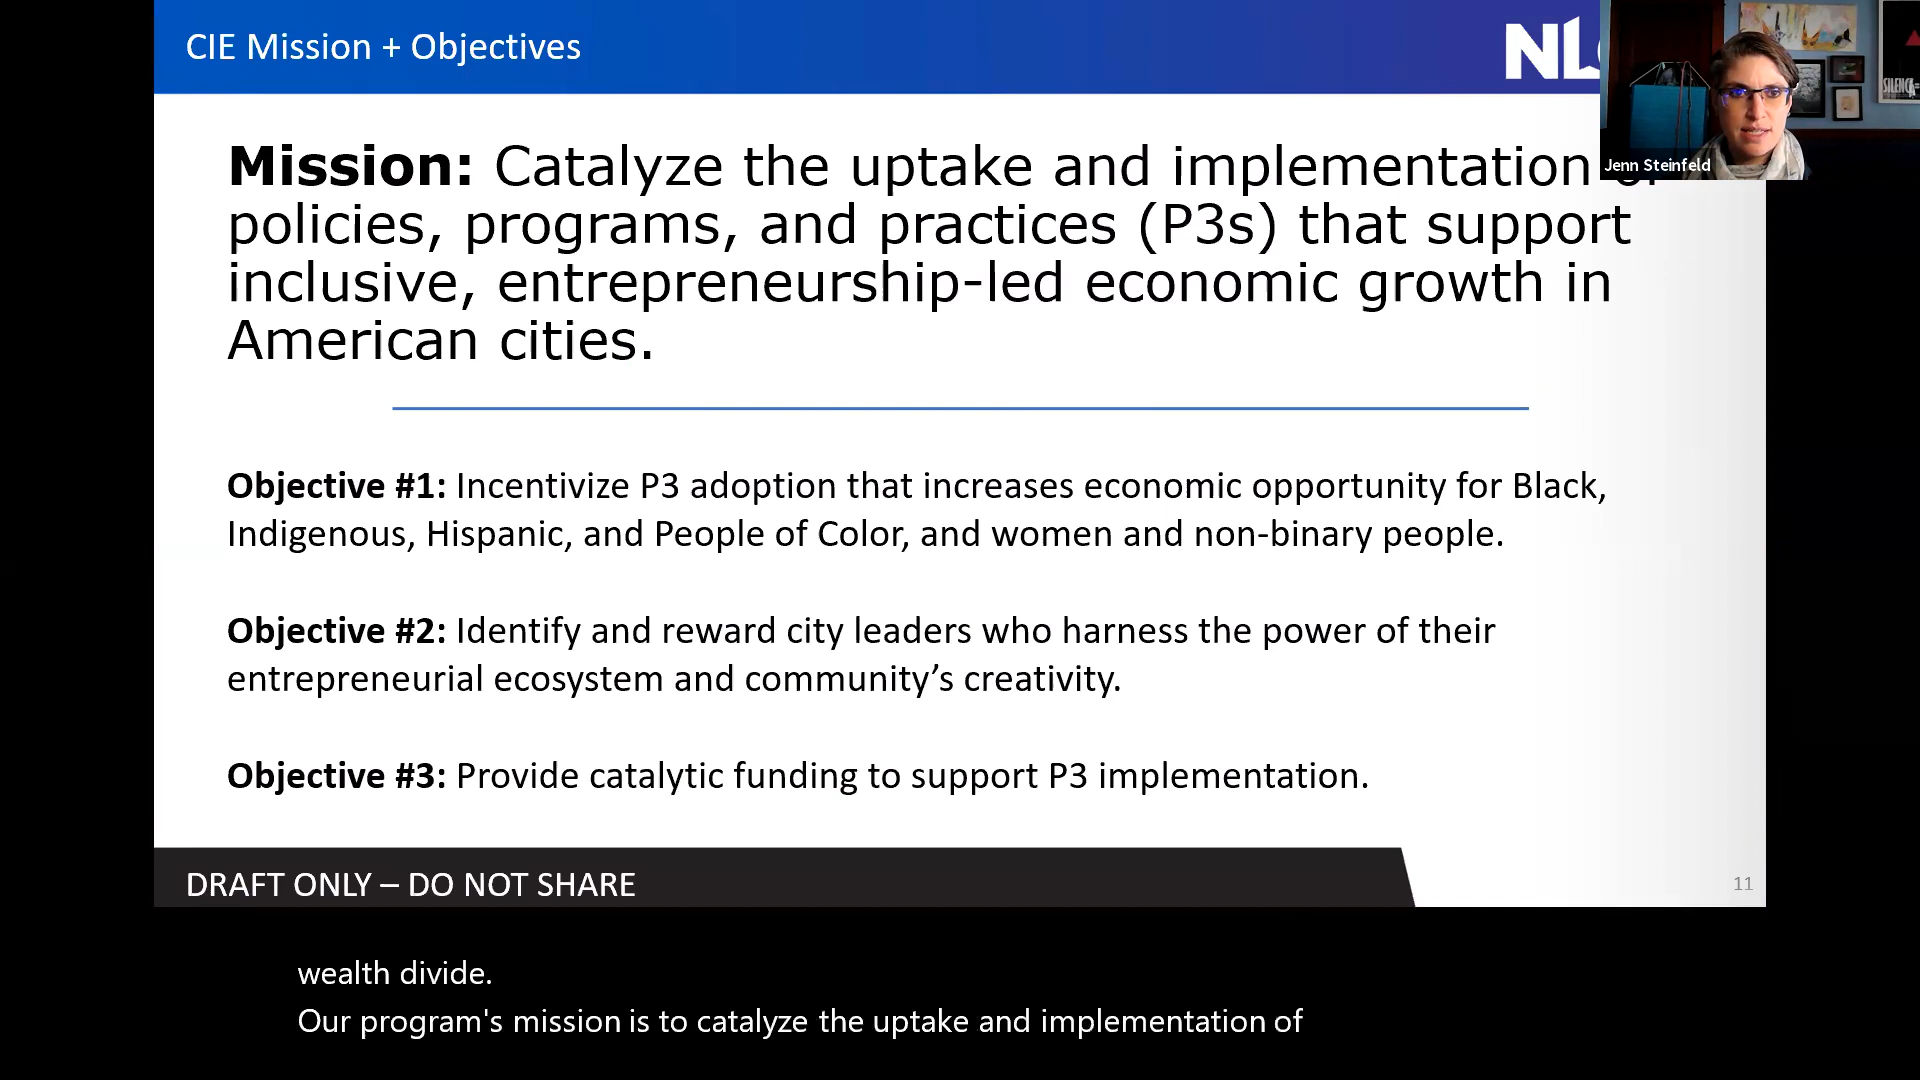 CIE Mission + Objectives
NL
SILENCE
Jenn Steinfeld
Mission: Catalyze the uptake and implementation of
policies, programs, and practices (P3s) that support
inclusive, entrepreneurship-led economic growth in
American cities.
Objective #1: Incentivize P3 adoption that increases economic opportunity for Black,
Indigenous, Hispanic, and People of Color, and women and non-binary people.
Objective #2: Identify and reward city leaders who harness the power of their
entrepreneurial ecosystem and community’s creativity.
Objective #3: Provide catalytic funding to support P3 implementation.
DRAFT ONLY – DO NOT SHARE
11
wealth divide.
Our program's mission is to catalyze the uptake and implementation of